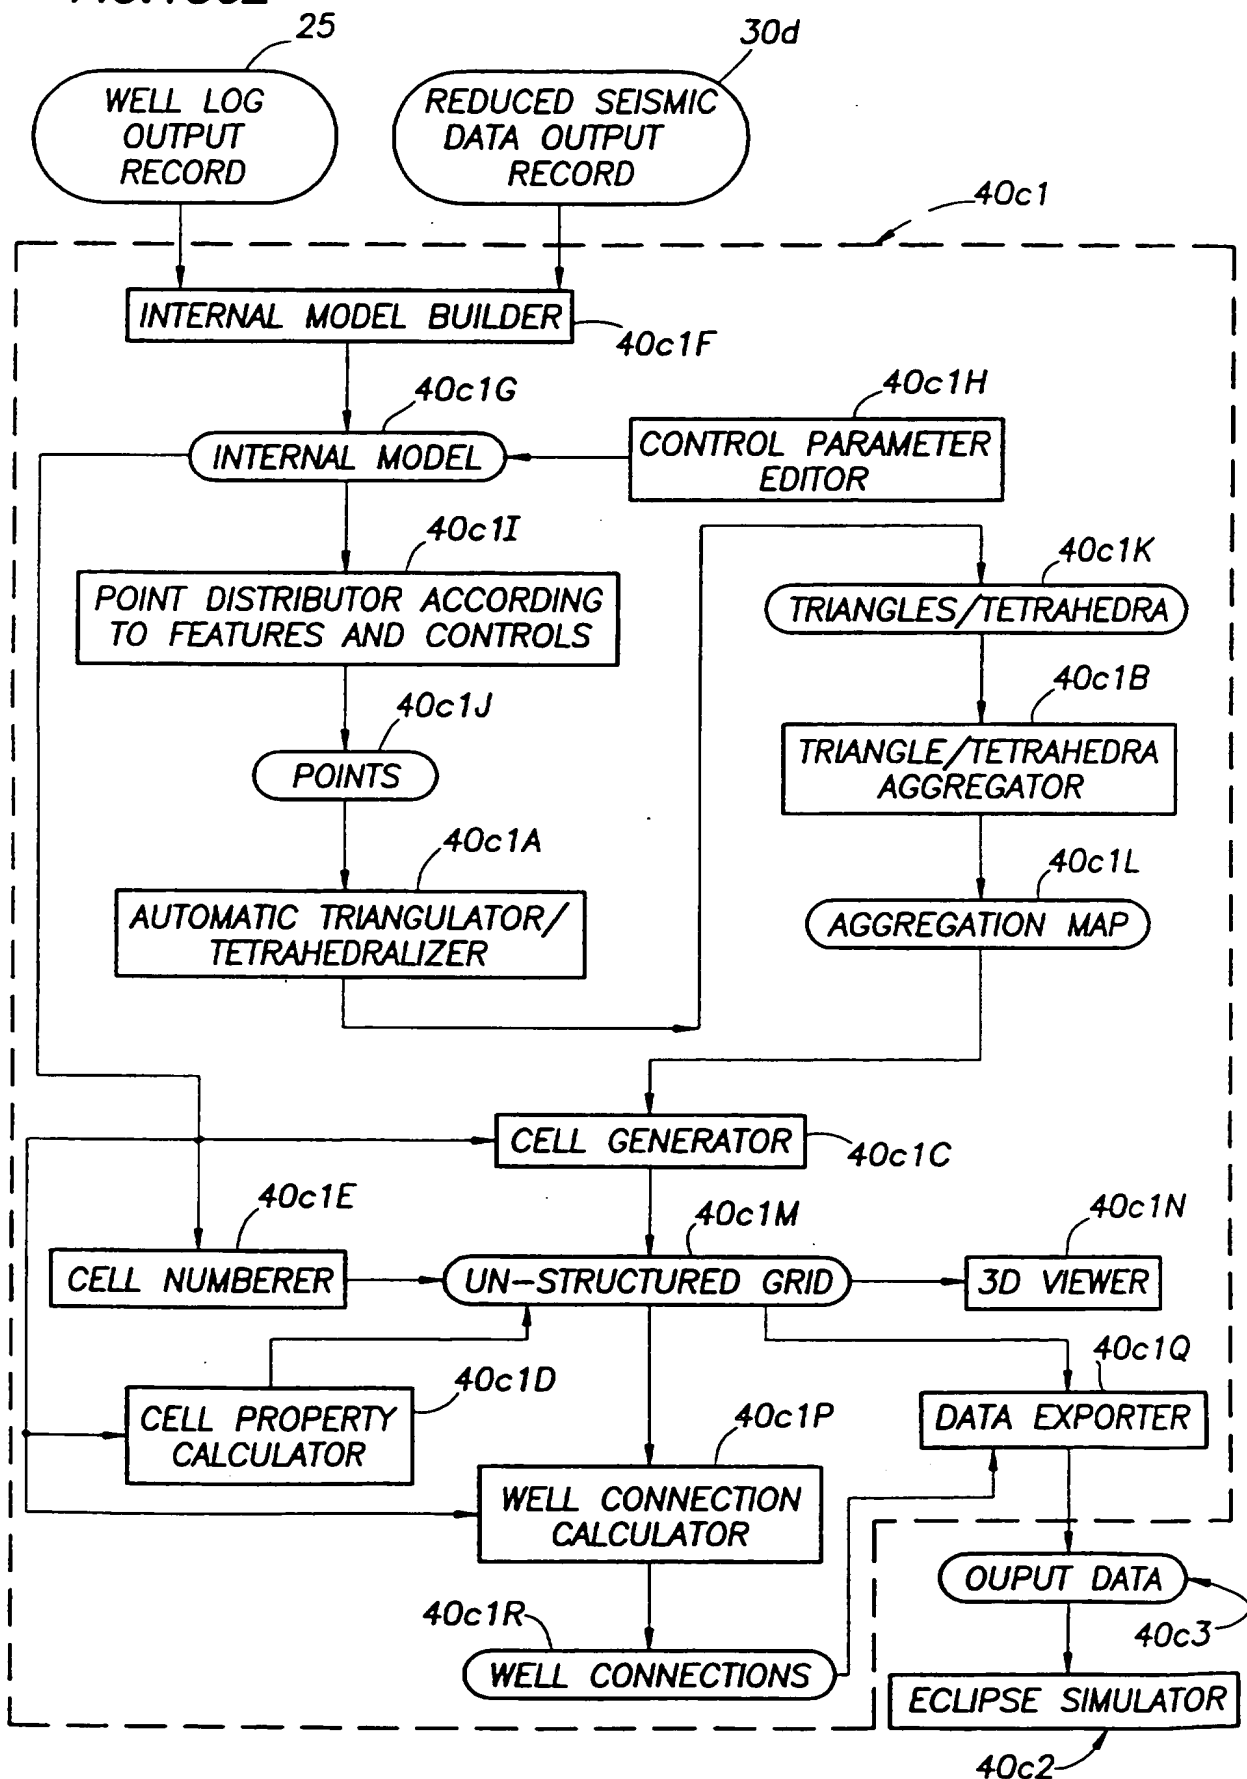 25
30d
WELL LOG
OUTPUT
RECORD
REDUCED SEISMIC
DATA OUTPUT
RECORD
40c1
INTERNAL MODEL BUILDER
40c1F
40c1G
40c1H
INTERNAL MODEL
CONTROL PARAMETER
EDITOR
40c1I
40c1K
POINT DISTRIBUTOR ACCORDING
TO FEATURES AND CONTROLS
TRIANGLES/TETRAHEDRA
40c1J
40c1B
POINTS
TRIANGLE/TETRAHEDRA
AGGREGATOR
40c1A
40c1L
AUTOMATIC TRIANGULATOR/
TETRAHEDRALIZER
AGGREGATION MAP
CELL GENERATOR
40c1C
40c1E
40c1M
40c1N
CELL NUMBERER
UN-STRUCTURED GRID
3D VIEWER
40c1D
40c1Q
CELL PROPERTY
CALCULATOR
40c1P
DATA EXPORTER
WELL CONNECTION
CALCULATOR
OUPUT DATA
40c1R
40c3
WELL CONNECTIONS
ECLIPSE SIMULATOR
40c2